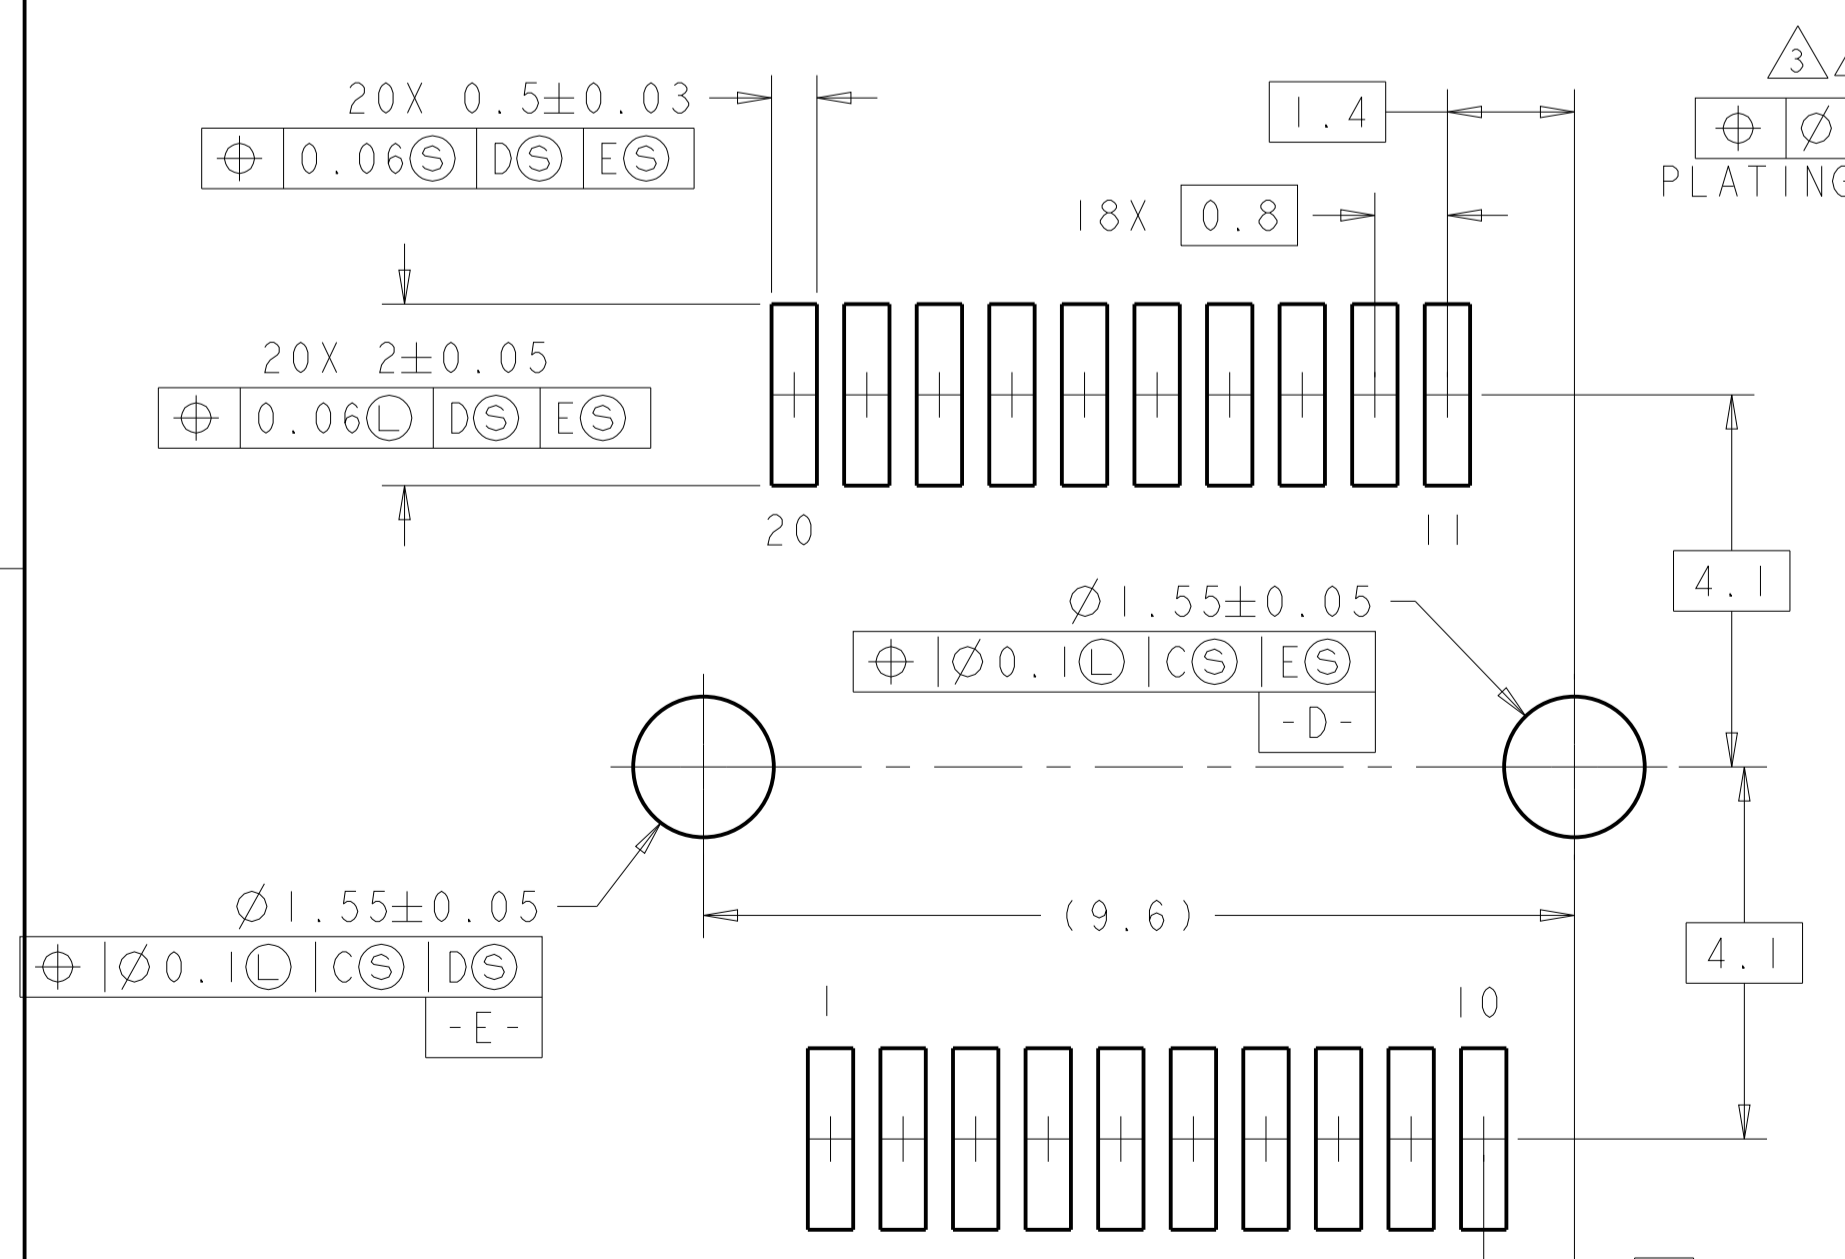 3
20X 0.5±0.03
1.4
⌖ 0.06Ⓢ DⓈ EⓈ
⌖ Ø
PLATING
18X 0.8
20X 2±0.05
⌖ 0.06Ⓛ DⓈ EⓈ
20 11
4.1
Ø1.55±0.05
⌖ Ø0.1Ⓛ CⓈ EⓈ
-D-
Ø1.55±0.05
(9.6)
4.1
⌖ Ø0.1Ⓛ CⓈ DⓈ
1 10
-E-